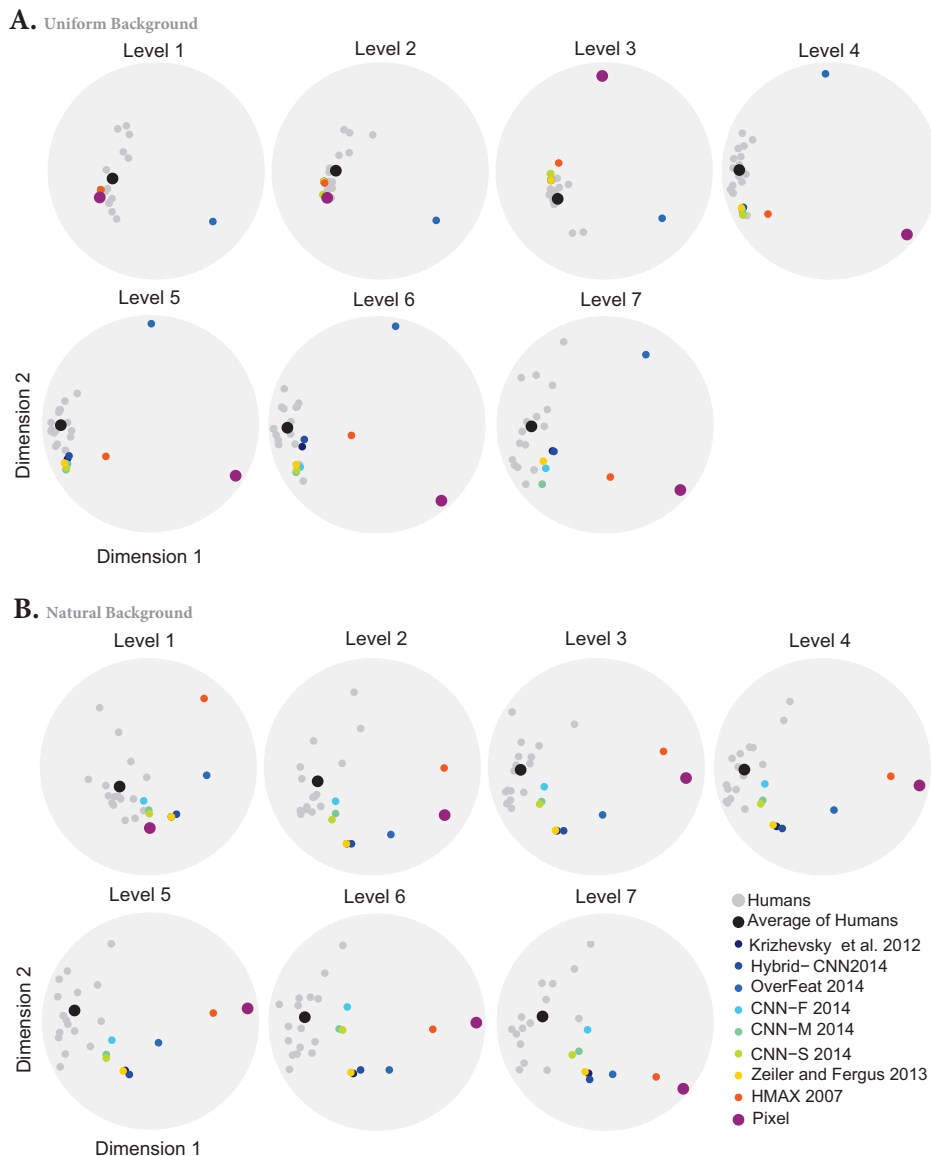 A. Uniform Background
Level 1
Level 2
Level 3
Level 4
Level 5
Level 6
Level 7
Dimension 2
Dimension 1
B. Natural Background
Level 1
Level 2
Level 3
Level 4
Level 5
Level 6
Level 7
Dimension 2
Dimension 1
Humans
Average of Humans
Krizhevsky et al. 2012
Hybrid−CNN2014
OverFeat 2014
CNN−F 2014
CNN−M 2014
CNN−S 2014
Zeiler and Fergus 2013
HMAX 2007
Pixel